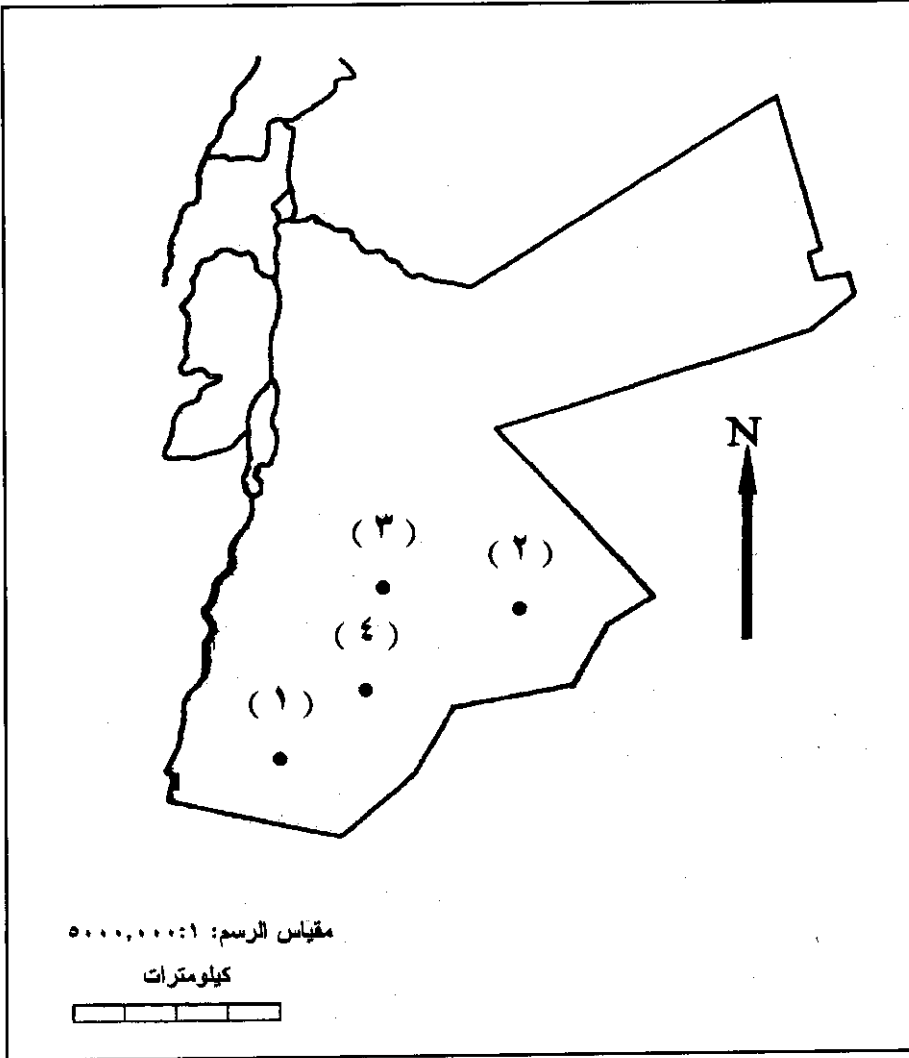 N
( ٣ )
( ٢ )
( ٤ )
( ١ )
مقياس الرسم: ٥٠٠٠,٠٠٠:١
كيلومترات